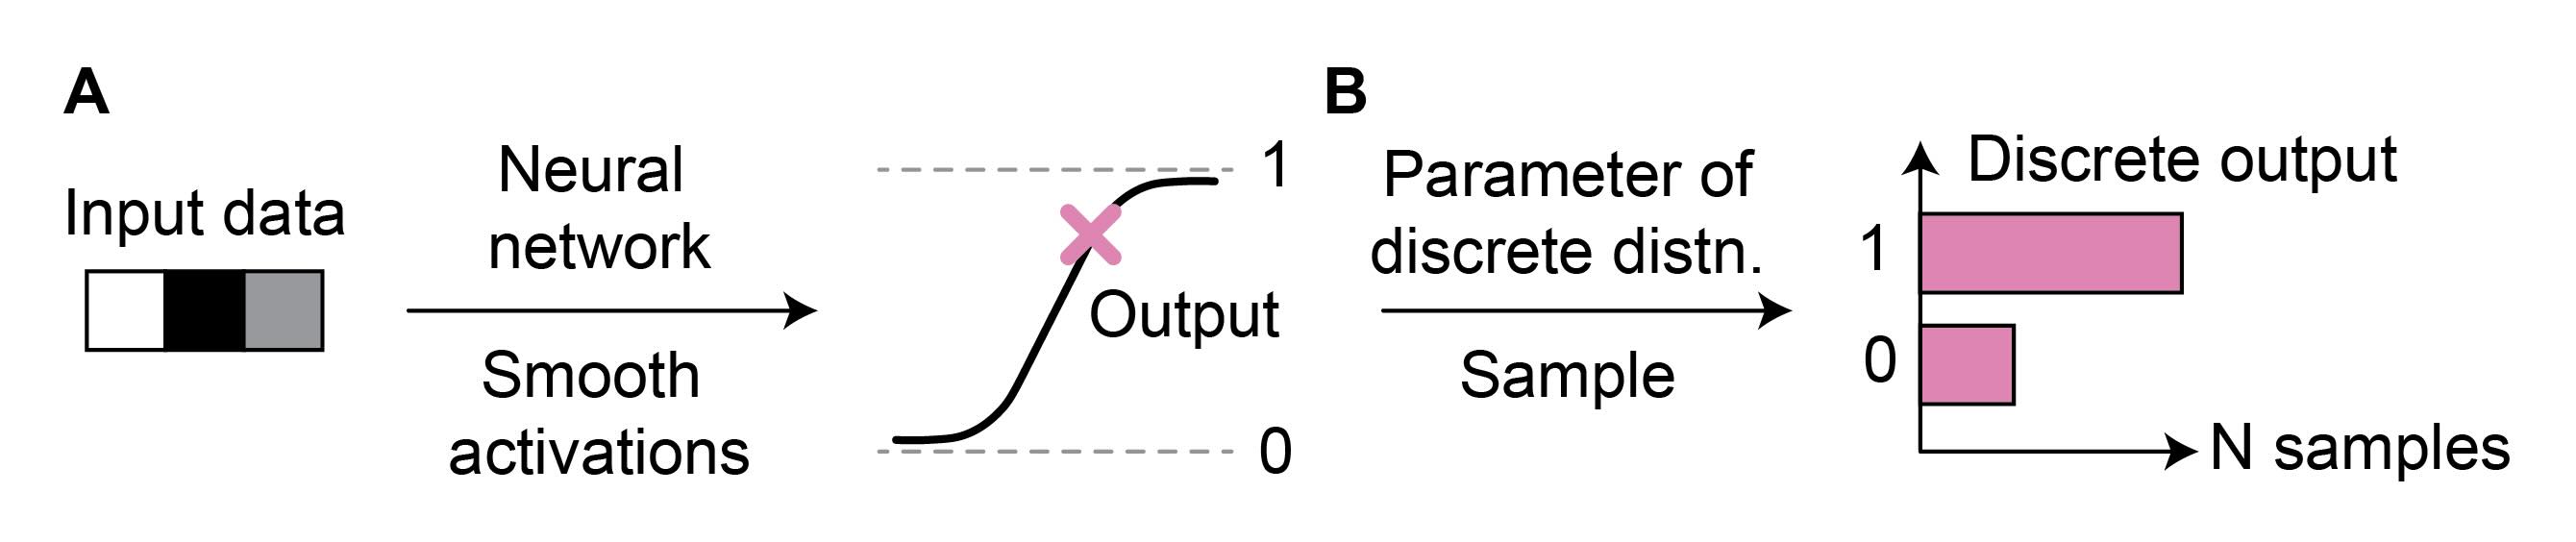 A
Input data
Neural
network
Smooth
activations
1
Output
0
B
Parameter of
discrete distn.
Sample
Discrete output
1
0
N samples